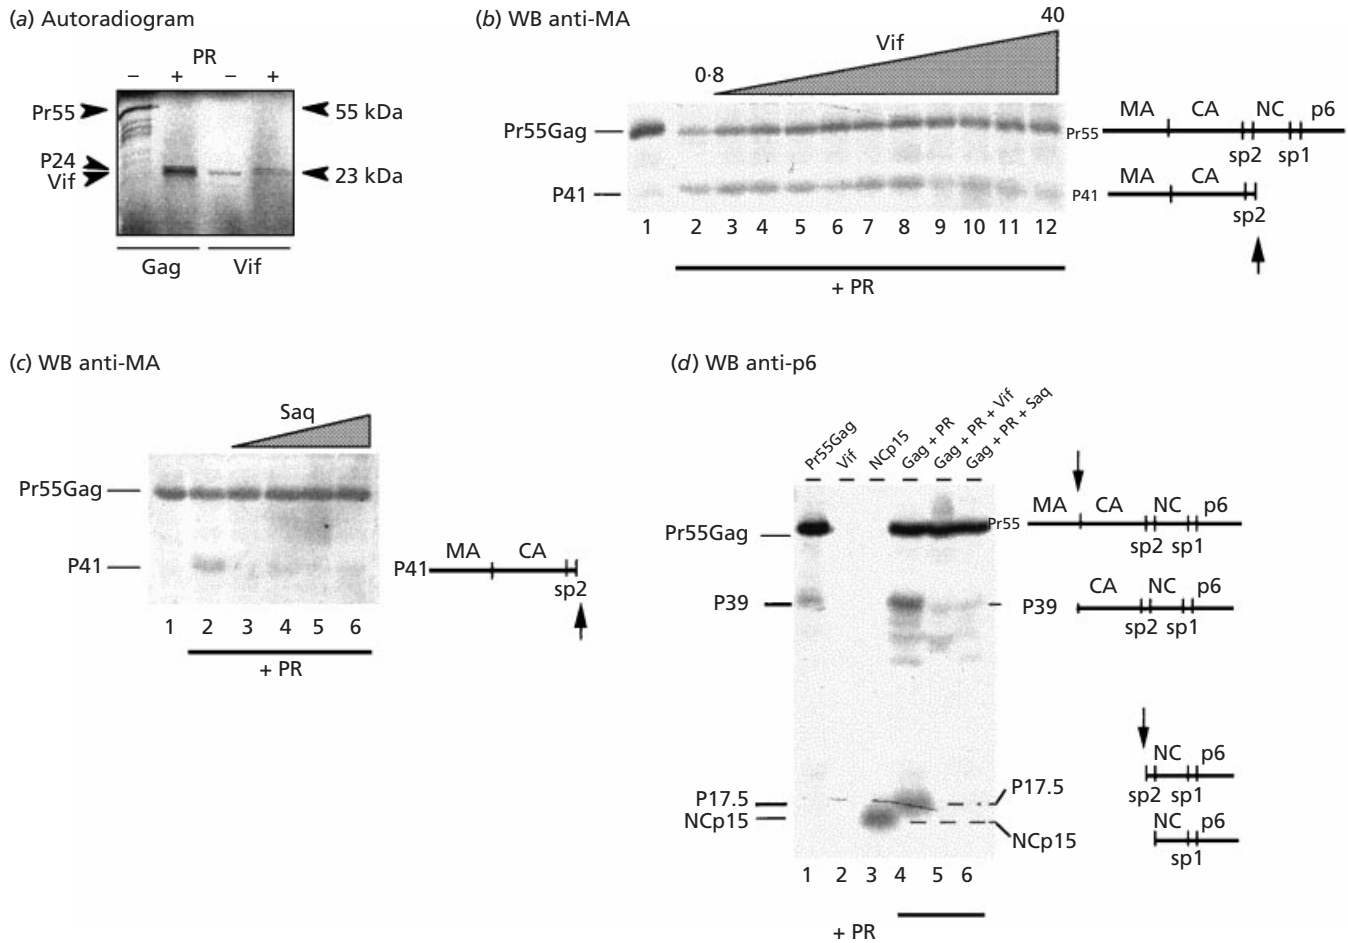 (a) Autoradiogram
PR
− + − +
Pr55
55 kDa
P24
Vif
23 kDa
Gag Vif
(b) WB anti-MA
40
Vif
0·8
Pr55Gag
Pr55
P41
P41
1 2 3 4 5 6 7 8 9 10 11 12
+ PR
MA CA NC p6
sp2 sp1
MA CA
sp2
(c) WB anti-MA
Saq
Pr55Gag
P41
1 2 3 4 5 6
+ PR
MA CA
P41
sp2
(d) WB anti-p6
Pr55Gag
Vif
NCp15
Gag + PR
Gag + PR + Vif
Gag + PR + Saq
Pr55Gag
Pr55
P39
P39
P17.5
NCp15
P17.5
NCp15
1 2 3 4 5 6
+ PR
MA CA NC p6
sp2 sp1
CA NC p6
sp2 sp1
NC p6
sp2 sp1
NC p6
sp1